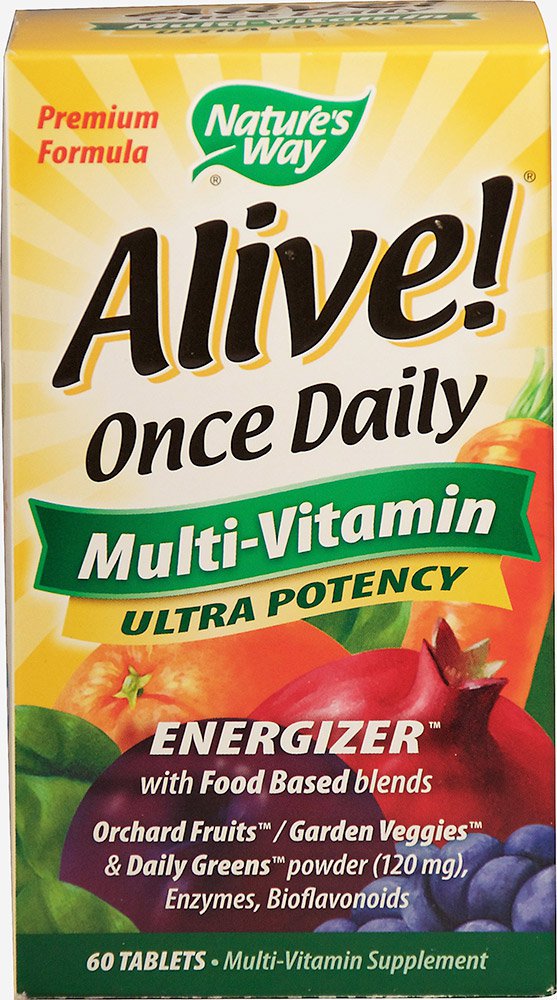 Premium
Formula
Nature's
Way®
Alive!®
Once Daily
Multi-Vitamin
ULTRA POTENCY
ENERGIZER™
with Food Based blends
Orchard Fruits™ / Garden Veggies™
& Daily Greens™ powder (120 mg),
Enzymes, Bioflavonoids
60 TABLETS • Multi-Vitamin Supplement